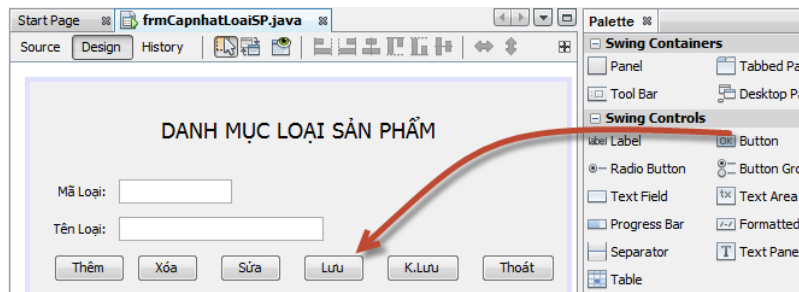 Start Page frmCapnhatLoaiSP.java Palette
Source Design History Swing Containers
Panel Tabbed Pa
Tool Bar Desktop Pa
DANH MỤC LOẠI SẢN PHẨM
Swing Controls
label Label OK Button
Radio Button Button Gro
Mã Loại: Text Field tx Text Area
Tên Loại: Progress Bar Formatted
Separator T Text Pane
Thêm Xóa Sửa Lưu K.Lưu Thoát
Table